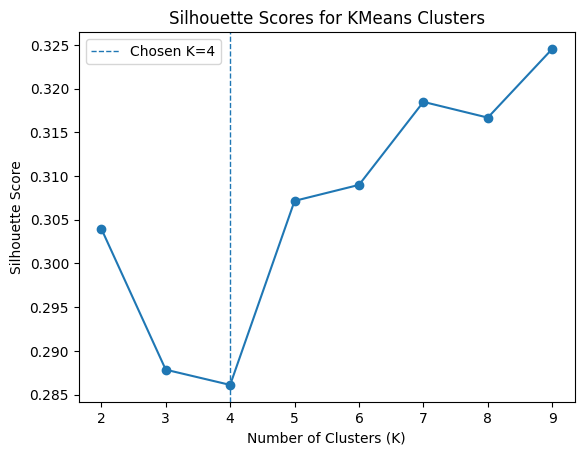 Silhouette Scores for KMeans Clusters
Chosen K=4
Silhouette Score
0.325
0.320
0.315
0.310
0.305
0.300
0.295
0.290
0.285
2 3 4 5 6 7 8 9
Number of Clusters (K)